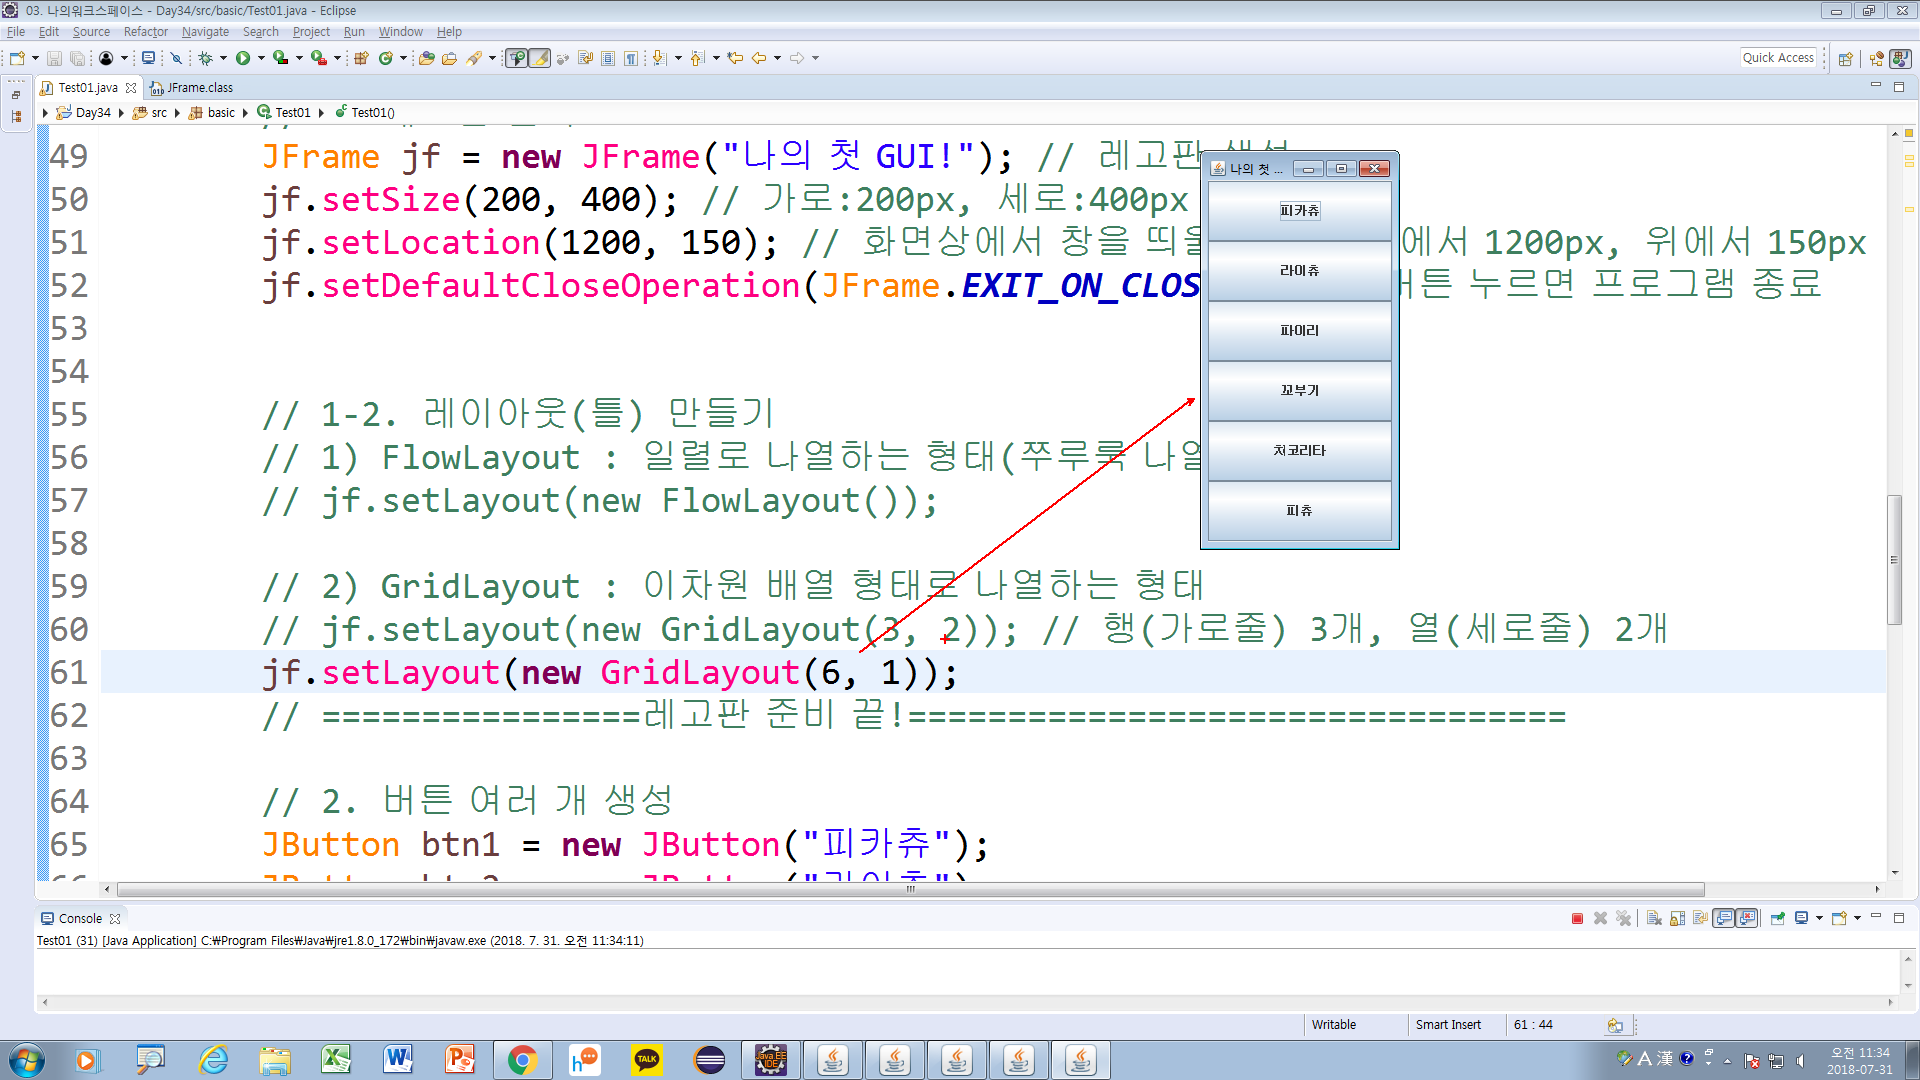 03. 나의워크스페이스 - Day34/src/basic/Test01.java - Eclipse
File Edit Source Refactor Navigate Search Project Run Window Help
Quick Access
Test01.java JFrame.class
Day34 src basic Test01 Test01()
49 JFrame jf = new JFrame("나의 첫 GUI!"); // 레고판 생성
50 jf.setSize(200, 400); // 가로:200px, 세로:400px
51 jf.setLocation(1200, 150); // 화면상에서 창을 띄울 에서 1200px, 위에서 150px
52 jf.setDefaultCloseOperation(JFrame.EXIT_ON_CLOS 버튼 누르면 프로그램 종료
53
54
55 // 1-2. 레이아웃(틀) 만들기
56 // 1) FlowLayout : 일렬로 나열하는 형태(쭈루룩 나열
57 // jf.setLayout(new FlowLayout());
58
59 // 2) GridLayout : 이차원 배열 형태로 나열하는 형태
60 // jf.setLayout(new GridLayout(3, 2)); // 행(가로줄) 3개, 열(세로줄) 2개
61 jf.setLayout(new GridLayout(6, 1));
62 // ================레고판 준비 끝!=================================
63
64 // 2. 버튼 여러 개 생성
65 JButton btn1 = new JButton("피카츄");
나의 첫 ...
피카츄
라이츄
파이리
꼬부기
치코리타
피츄
Console
Test01 (31) [Java Application] C:₩Program Files₩Java₩jre1.8.0_172₩bin₩javaw.exe (2018. 7. 31. 오전 11:34:11)
Writable Smart Insert 61 : 44
TALK
Java EE IDE
A 漢
오전 11:34
2018-07-31